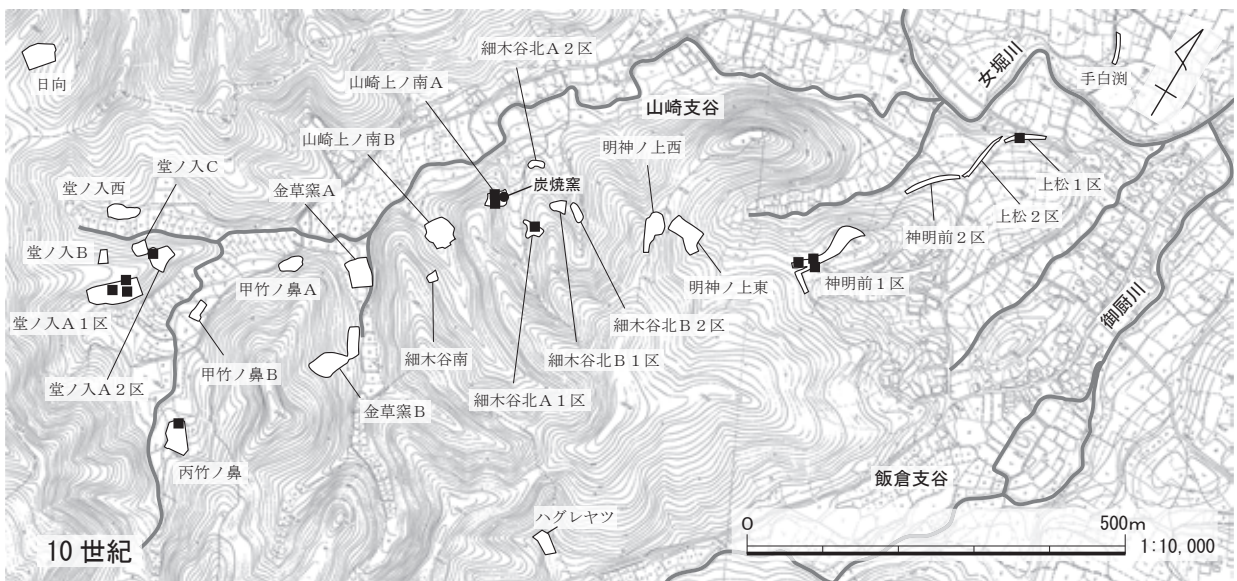 細木谷北Ａ２区
手白渕
女堀川
日向
山崎上ノ南Ａ
山崎支谷
山崎上ノ南Ｂ
明神ノ上西
堂ノ入Ｃ
炭焼窯
上松１区
堂ノ入西
金草窯Ａ
上松２区
神明前２区
堂ノ入Ｂ
甲竹ノ鼻Ａ
明神ノ上東
神明前１区
御厨川
堂ノ入Ａ１区
細木谷北Ｂ２区
甲竹ノ鼻Ｂ
細木谷南
細木谷北Ｂ１区
堂ノ入Ａ２区
細木谷北Ａ１区
金草窯Ｂ
丙竹ノ鼻
飯倉支谷
ハグレヤツ
0
500m
10世紀
1:10,000